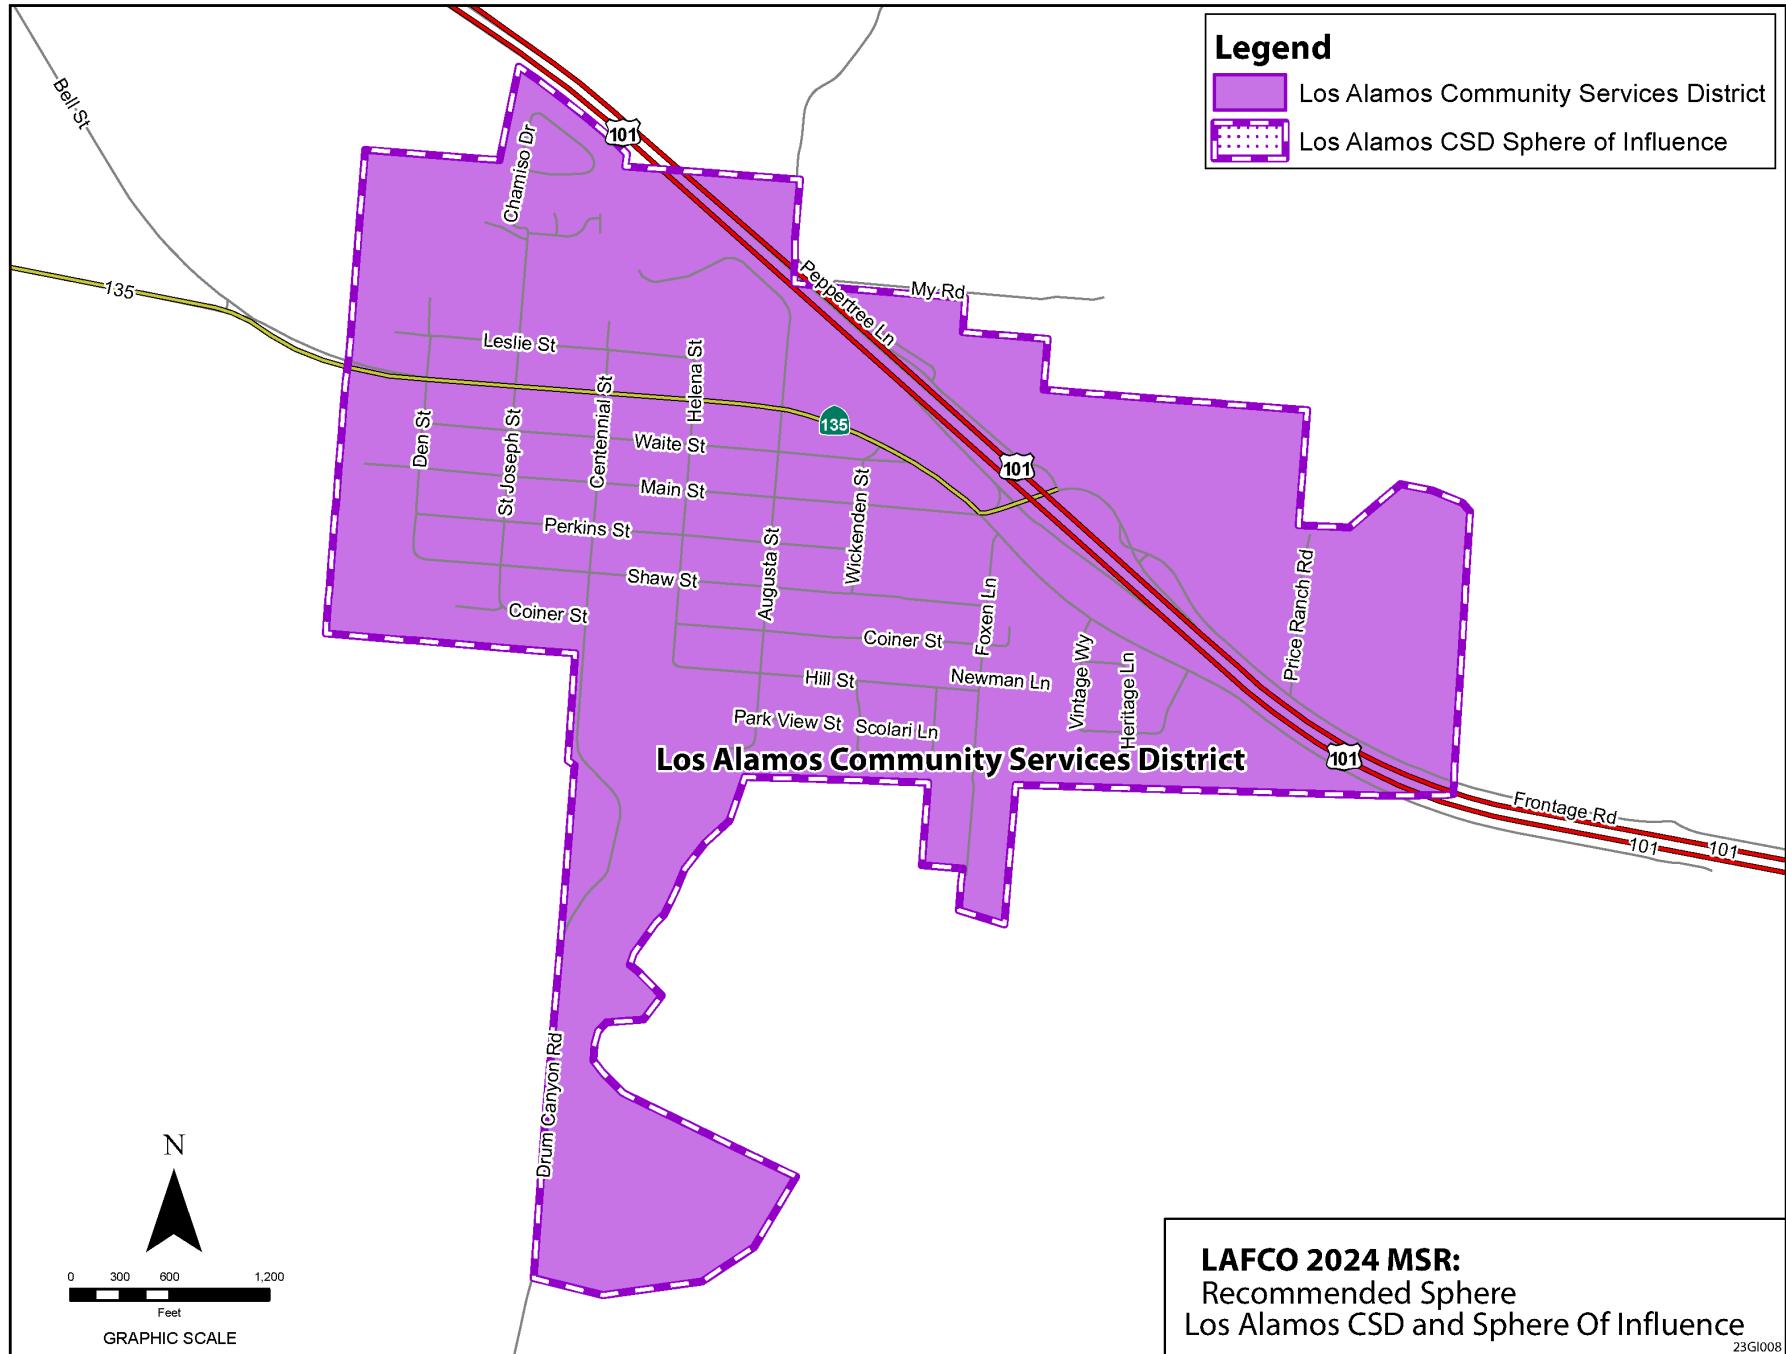 Legend
Los Alamos Community Services District
Los Alamos CSD Sphere of Influence
Bell St
101
Chamiso Dr
135
Peppertree Ln
My Rd
Leslie St
Helena St
Centennial St
135
Den St
St Joseph St
Waite St
101
Main St
Wickenden St
Perkins St
Augusta St
Shaw St
Foxen Ln
Price Ranch Rd
Coiner St
Coiner St
Vintage Wy
Heritage Ln
Hill St
Newman Ln
Park View St
Scolari Ln
Los Alamos Community Services District
101
Frontage Rd
101
101
Drum Canyon Rd
N
0 300 600 1,200
Feet
GRAPHIC SCALE
LAFCO 2024 MSR:
Recommended Sphere
Los Alamos CSD and Sphere Of Influence
23GI008